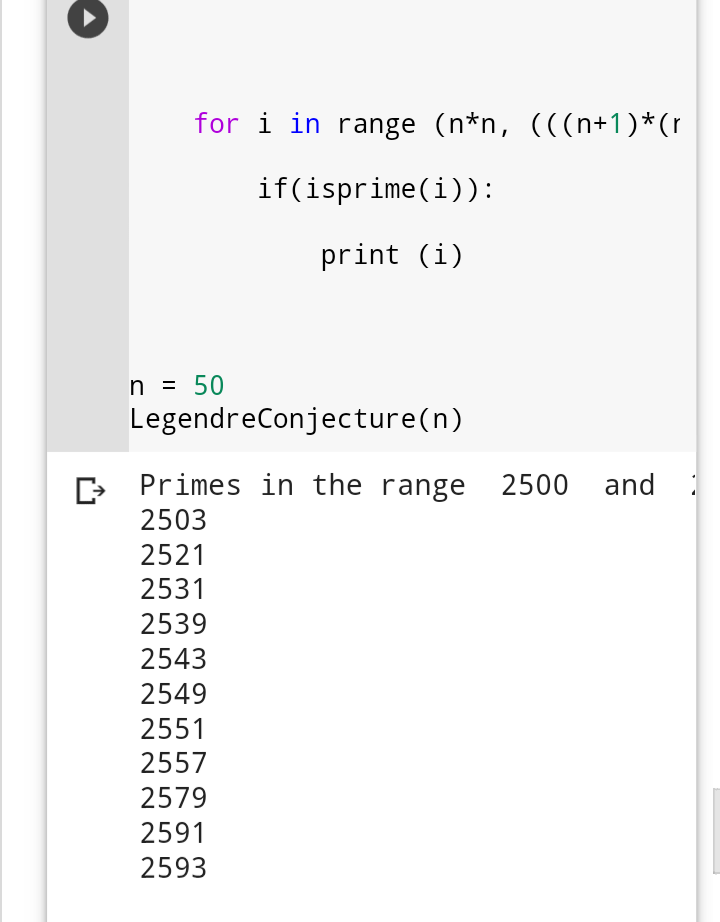 for i in range (n*n, (((n+1)*(
if(isprime(i)):
print (i)
n = 50
LegendreConjecture(n)
Primes in the range 2500 and
2503
2521
2531
2539
2543
2549
2551
2557
2579
2591
2593